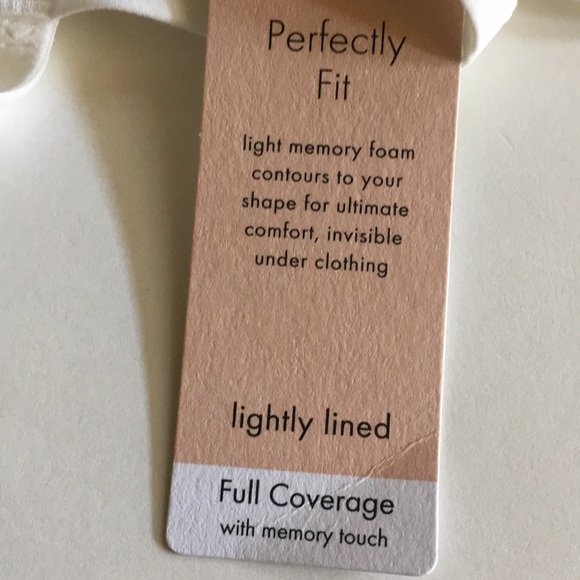 Perfectly
Fit
light memory foam
contours to your
shape for ultimate
comfort, invisible
under clothing
lightly lined
Full Coverage
with memory touch